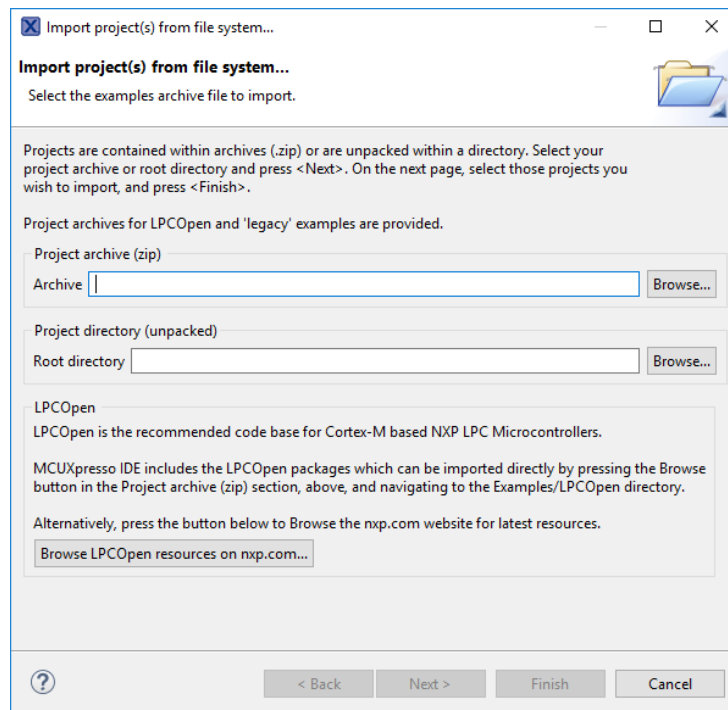 Import project(s) from file system...
Import project(s) from file system...
Select the examples archive file to import.
Projects are contained within archives (.zip) or are unpacked within a directory. Select your
project archive or root directory and press <Next>. On the next page, select those projects you
wish to import, and press <Finish>.
Project archives for LPCOpen and 'legacy' examples are provided.
Project archive (zip)
Archive Browse...
Project directory (unpacked)
Root directory Browse...
LPCOpen
LPCOpen is the recommended code base for Cortex-M based NXP LPC Microcontrollers.
MCUXpresso IDE includes the LPCOpen packages which can be imported directly by pressing the Browse
button in the Project archive (zip) section, above, and navigating to the Examples/LPCOpen directory.
Alternatively, press the button below to Browse the nxp.com website for latest resources.
Browse LPCOpen resources on nxp.com...
? < Back Next > Finish Cancel